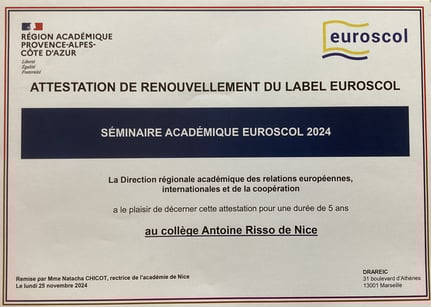 RÉGION ACADÉMIQUE
PROVENCE-ALPES-
CÔTE D'AZUR
Liberté
Égalité
Fraternité
euroscol
ATTESTATION DE RENOUVELLEMENT DU LABEL EUROSCOL
SÉMINAIRE ACADÉMIQUE EUROSCOL 2024
La Direction régionale académique des relations européennes,
internationales et de la coopération
a le plaisir de décerner cette attestation pour une durée de 5 ans
au collège Antoine Risso de Nice
Remise par Mme Natacha CHICOT, rectrice de l'académie de Nice
Le lundi 25 novembre 2024
DRAREIC
31 boulevard d'Athènes
13001 Marseille